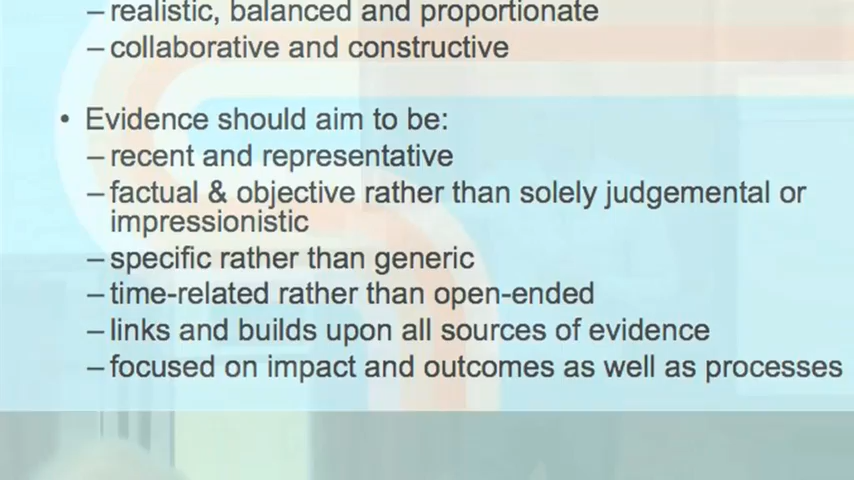 – realistic, balanced and proportionate
– collaborative and constructive
• Evidence should aim to be:
– recent and representative
– factual & objective rather than solely judgemental or
impressionistic
– specific rather than generic
– time-related rather than open-ended
– links and builds upon all sources of evidence
– focused on impact and outcomes as well as processes